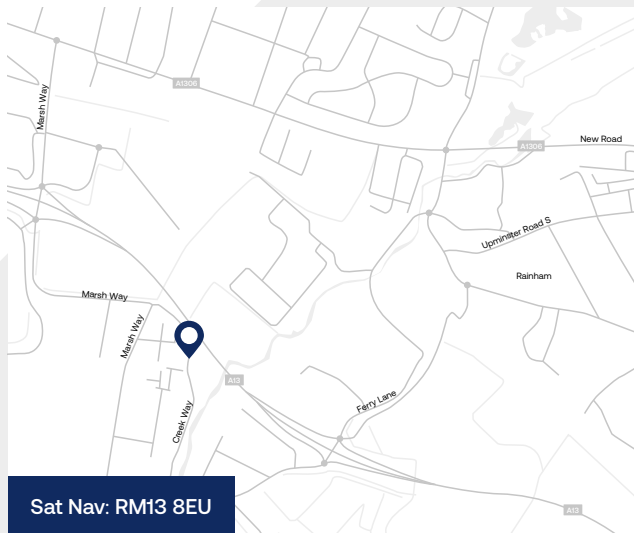 A1306
Marsh Way
New Road
A1306
Upminster Road S
Rainham
Marsh Way
Marsh Way
A13
Ferry Lane
Creek Way
Sat Nav: RM13 8EU
A13